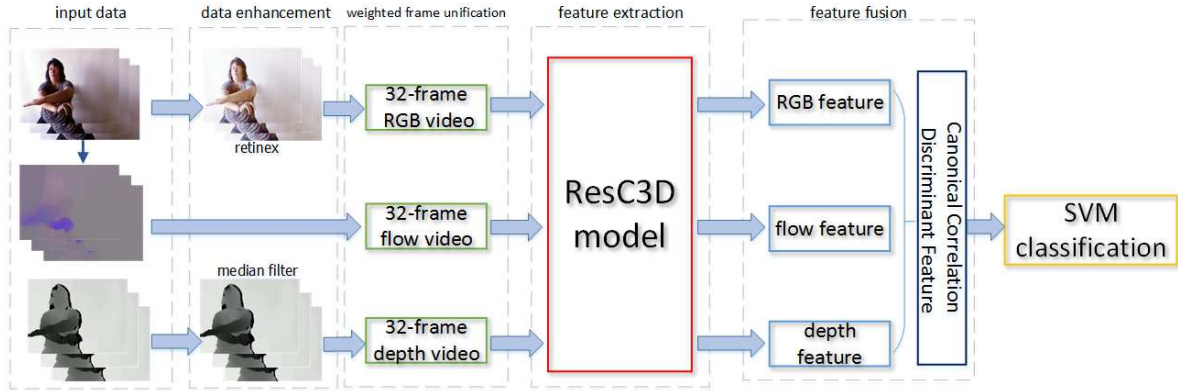 input data
data enhancement
weighted frame unification
feature extraction
feature fusion
retinex
32-frame
RGB video
RGB feature
32-frame
flow video
ResC3D
model
flow feature
Canonical Correlation
Discriminant Feature
SVM
classification
median filter
32-frame
depth video
depth
feature